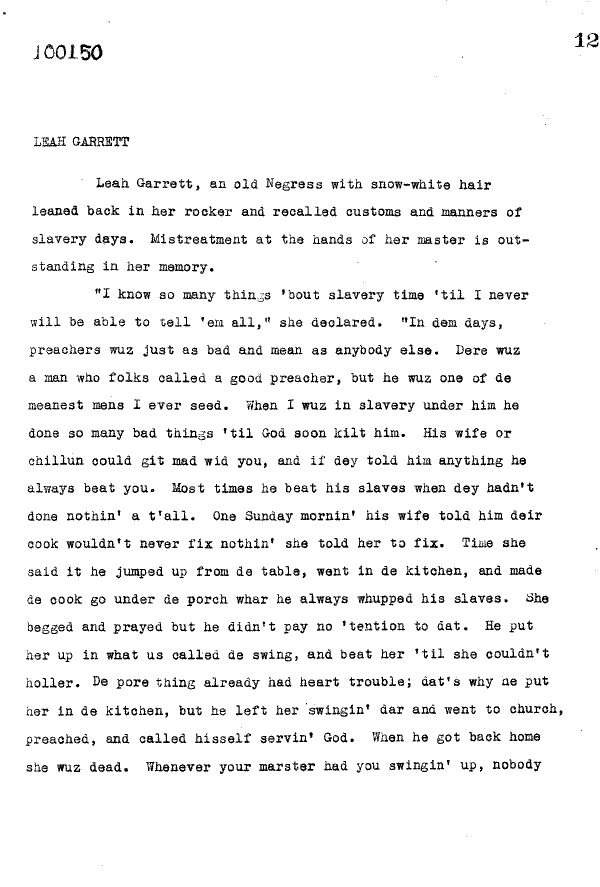 12
100150
LEAH GARRETT
Leah Garrett, an old Negress with snow-white hair
leaned back in her rocker and recalled customs and manners of
slavery days. Mistreatment at the hands of her master is out-
standing in her memory.
"I know so many things 'bout slavery time 'til I never
will be able to tell 'em all," she declared. "In dem days,
preachers wuz just as bad and mean as anybody else. Dere wuz
a man who folks called a good preacher, but he wuz one of de
meanest mens I ever seed. When I wuz in slavery under him he
done so many bad things 'til God soon kilt him. His wife or
chillun could git mad wid you, and if dey told him anything he
always beat you. Most times he beat his slaves when dey hadn't
done nothin' a t'all. One Sunday mornin' his wife told him deir
cook wouldn't never fix nothin' she told her to fix. Time she
said it he jumped up from de table, went in de kitchen, and made
de cook go under de porch whar he always whupped his slaves. She
begged and prayed but he didn't pay no 'tention to dat. He put
her up in what us called de swing, and beat her 'til she couldn't
holler. De pore thing already had heart trouble; dat's why he put
her in de kitchen, but he left her swingin' dar and went to church,
preached, and called hisself servin' God. When he got back home
she wuz dead. Whenever your marster had you swingin' up, nobody